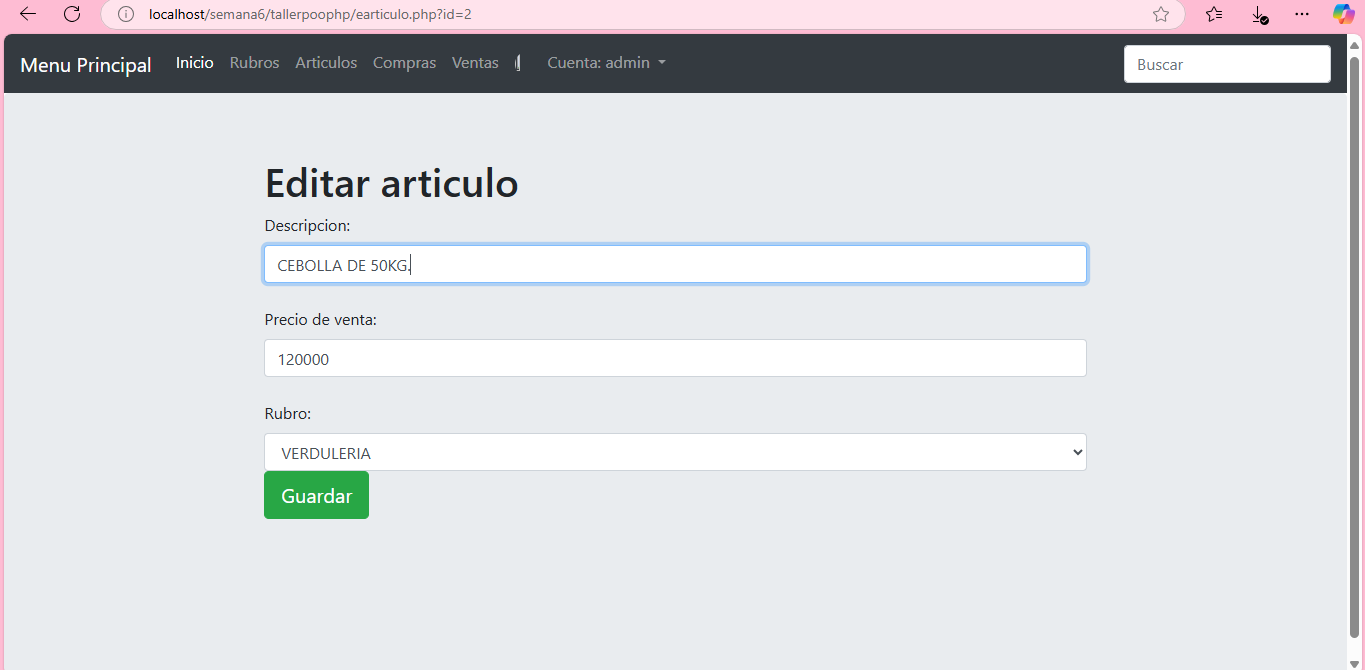 localhost/semana6/tallerpoophp/earticulo.php?id=2
Menu Principal Inicio Rubros Articulos Compras Ventas Cuenta: admin Buscar
Editar articulo
Descripcion:
CEBOLLA DE 50KG.
Precio de venta:
120000
Rubro:
VERDULERIA
Guardar